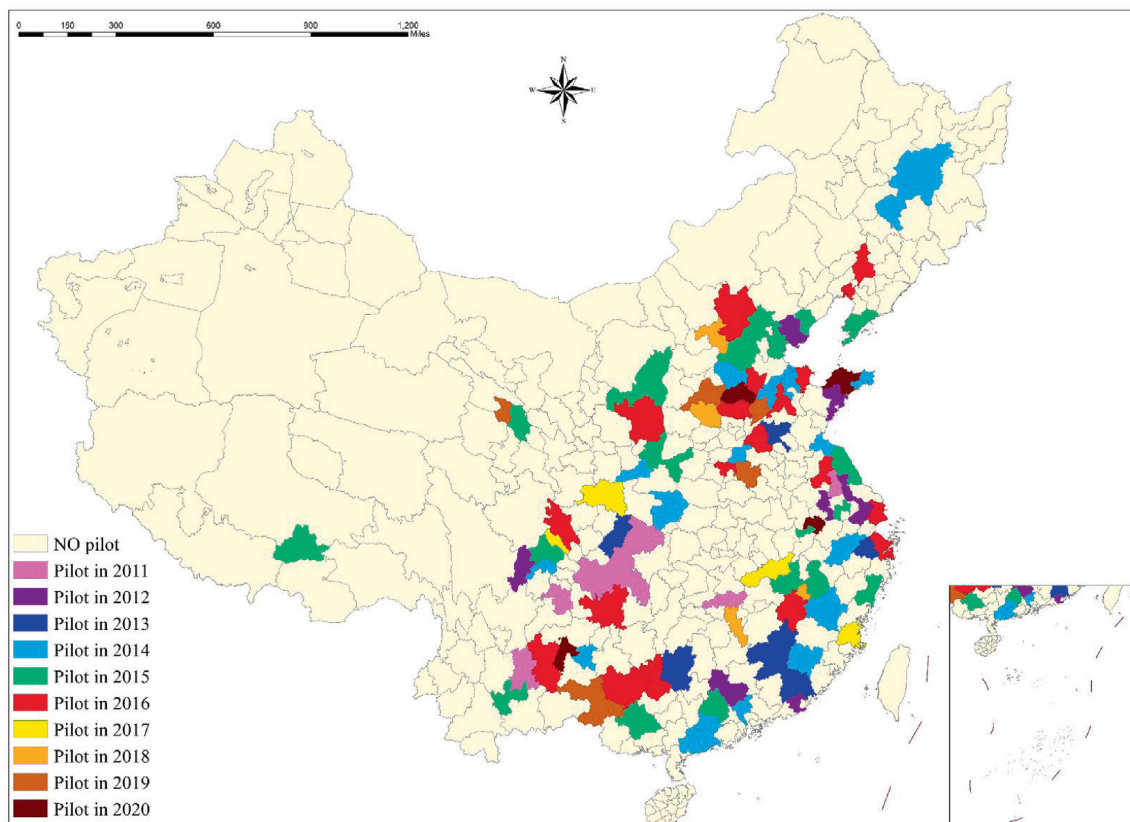 0 150 300 600 900 1,200
Miles
N
W E
S
NO pilot
Pilot in 2011
Pilot in 2012
Pilot in 2013
Pilot in 2014
Pilot in 2015
Pilot in 2016
Pilot in 2017
Pilot in 2018
Pilot in 2019
Pilot in 2020